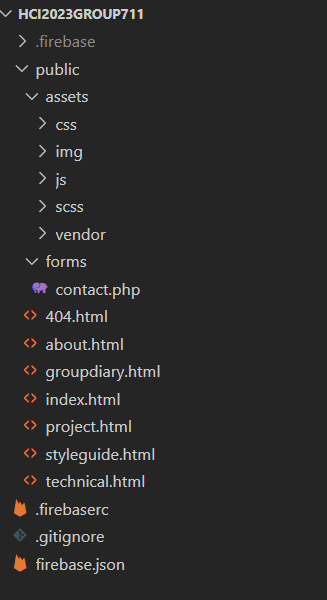 HCI2023GROUP711
.firebase
public
assets
css
img
js
scss
vendor
forms
contact.php
404.html
about.html
groupdiary.html
index.html
project.html
styleguide.html
technical.html
.firebaserc
.gitignore
firebase.json